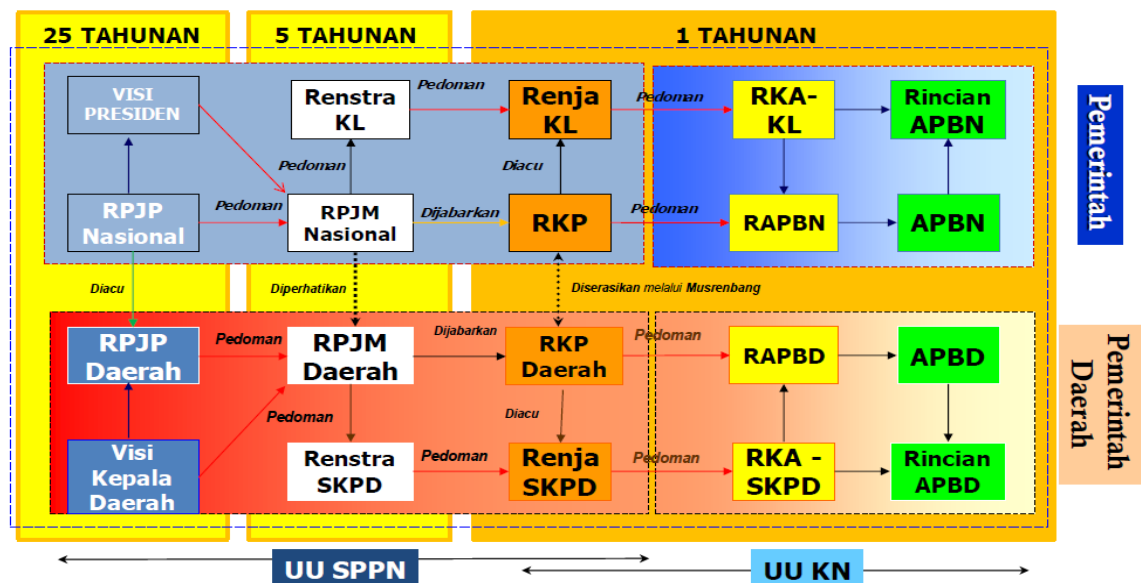 25 TAHUNAN
5 TAHUNAN
1 TAHUNAN
VISI
PRESIDEN
Renstra
KL
Pedoman
Renja
KL
Pedoman
RKA-
KL
Rincian
APBN
Pedoman
Diacu
RPJP
Nasional
Pedoman
RPJM
Nasional
Dijabarkan
RKP
Pedoman
RAPBN
APBN
Pemerintah
Diacu
Diperhatikan
Diserasikan melalui Musrenbang
RPJP
Daerah
Pedoman
RPJM
Daerah
Dijabarkan
RKP
Daerah
Pedoman
RAPBD
APBD
Pedoman
Diacu
Visi
Kepala
Daerah
Renstra
SKPD
Pedoman
Renja
SKPD
Pedoman
RKA -
SKPD
Rincian
APBD
Pemerintah
Daerah
UU SPPN
UU KN